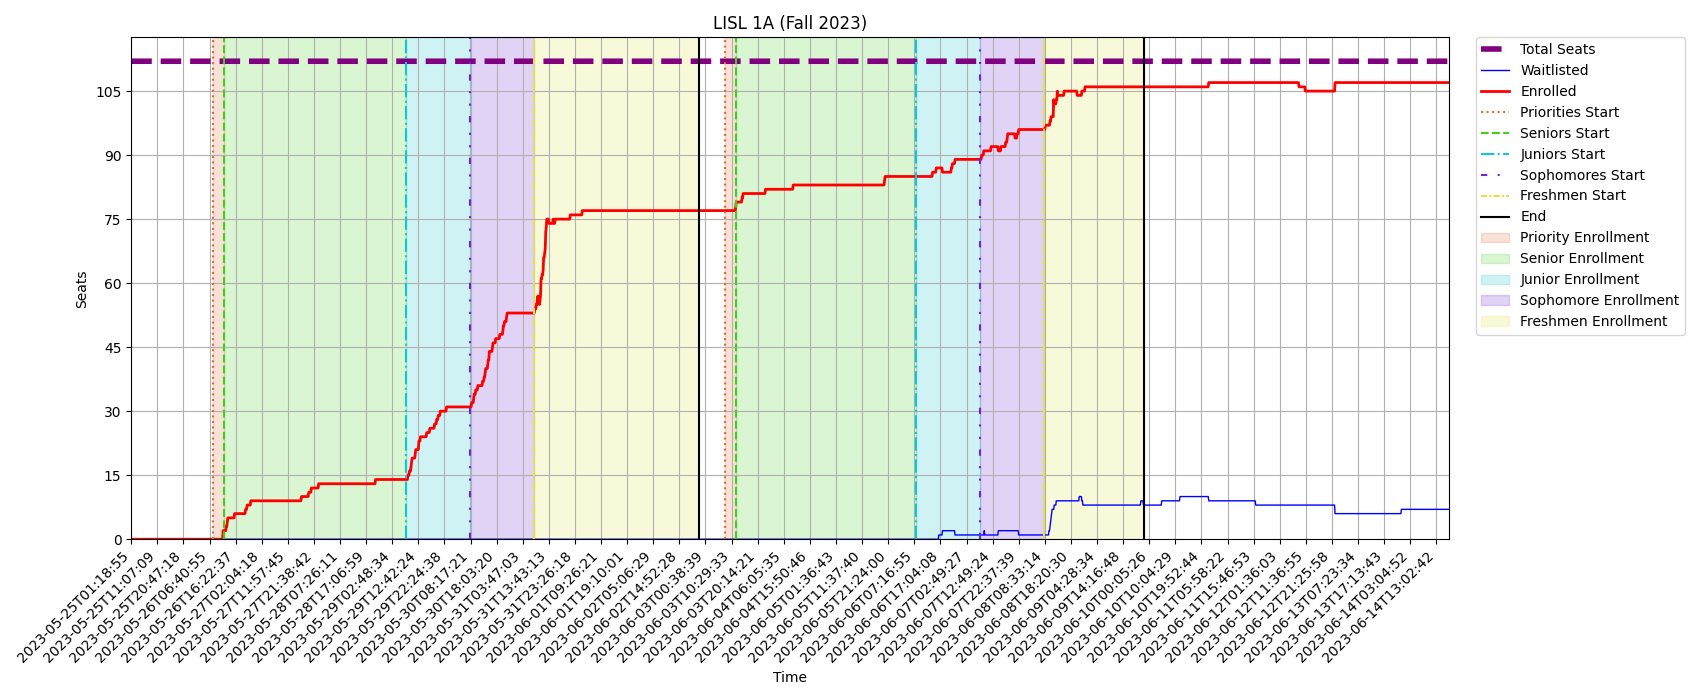 LISL 1A (Fall 2023)
Total Seats
Waitlisted
Enrolled
Priorities Start
Seniors Start
Juniors Start
Sophomores Start
Freshmen Start
End
Priority Enrollment
Senior Enrollment
Junior Enrollment
Sophomore Enrollment
Freshmen Enrollment
Seats
105
90
75
60
45
30
15
0
2023-05-25T01:18:55
2023-05-25T11:07:09
2023-05-25T20:47:18
2023-05-26T06:40:55
2023-05-26T16:22:37
2023-05-27T02:04:18
2023-05-27T11:57:45
2023-05-27T21:38:42
2023-05-28T07:26:11
2023-05-28T17:06:59
2023-05-29T02:48:34
2023-05-29T12:42:24
2023-05-29T22:24:38
2023-05-30T08:17:21
2023-05-30T18:03:20
2023-05-31T03:47:03
2023-05-31T13:43:13
2023-05-31T23:26:18
2023-06-01T09:26:21
2023-06-01T19:10:01
2023-06-02T05:06:29
2023-06-02T14:52:28
2023-06-03T00:38:39
2023-06-03T10:29:33
2023-06-03T20:14:21
2023-06-04T06:05:35
2023-06-04T15:50:46
2023-06-05T01:36:43
2023-06-05T11:37:40
2023-06-05T21:24:00
2023-06-06T07:16:55
2023-06-06T17:04:08
2023-06-07T02:49:27
2023-06-07T12:49:24
2023-06-07T22:37:39
2023-06-08T08:33:14
2023-06-08T18:20:30
2023-06-09T04:28:34
2023-06-09T14:16:48
2023-06-10T00:05:26
2023-06-10T10:04:29
2023-06-10T19:52:44
2023-06-11T05:58:22
2023-06-11T15:46:53
2023-06-12T01:36:03
2023-06-12T11:36:55
2023-06-12T21:25:58
2023-06-13T07:23:34
2023-06-13T17:13:43
2023-06-14T03:04:52
2023-06-14T13:02:42
Time